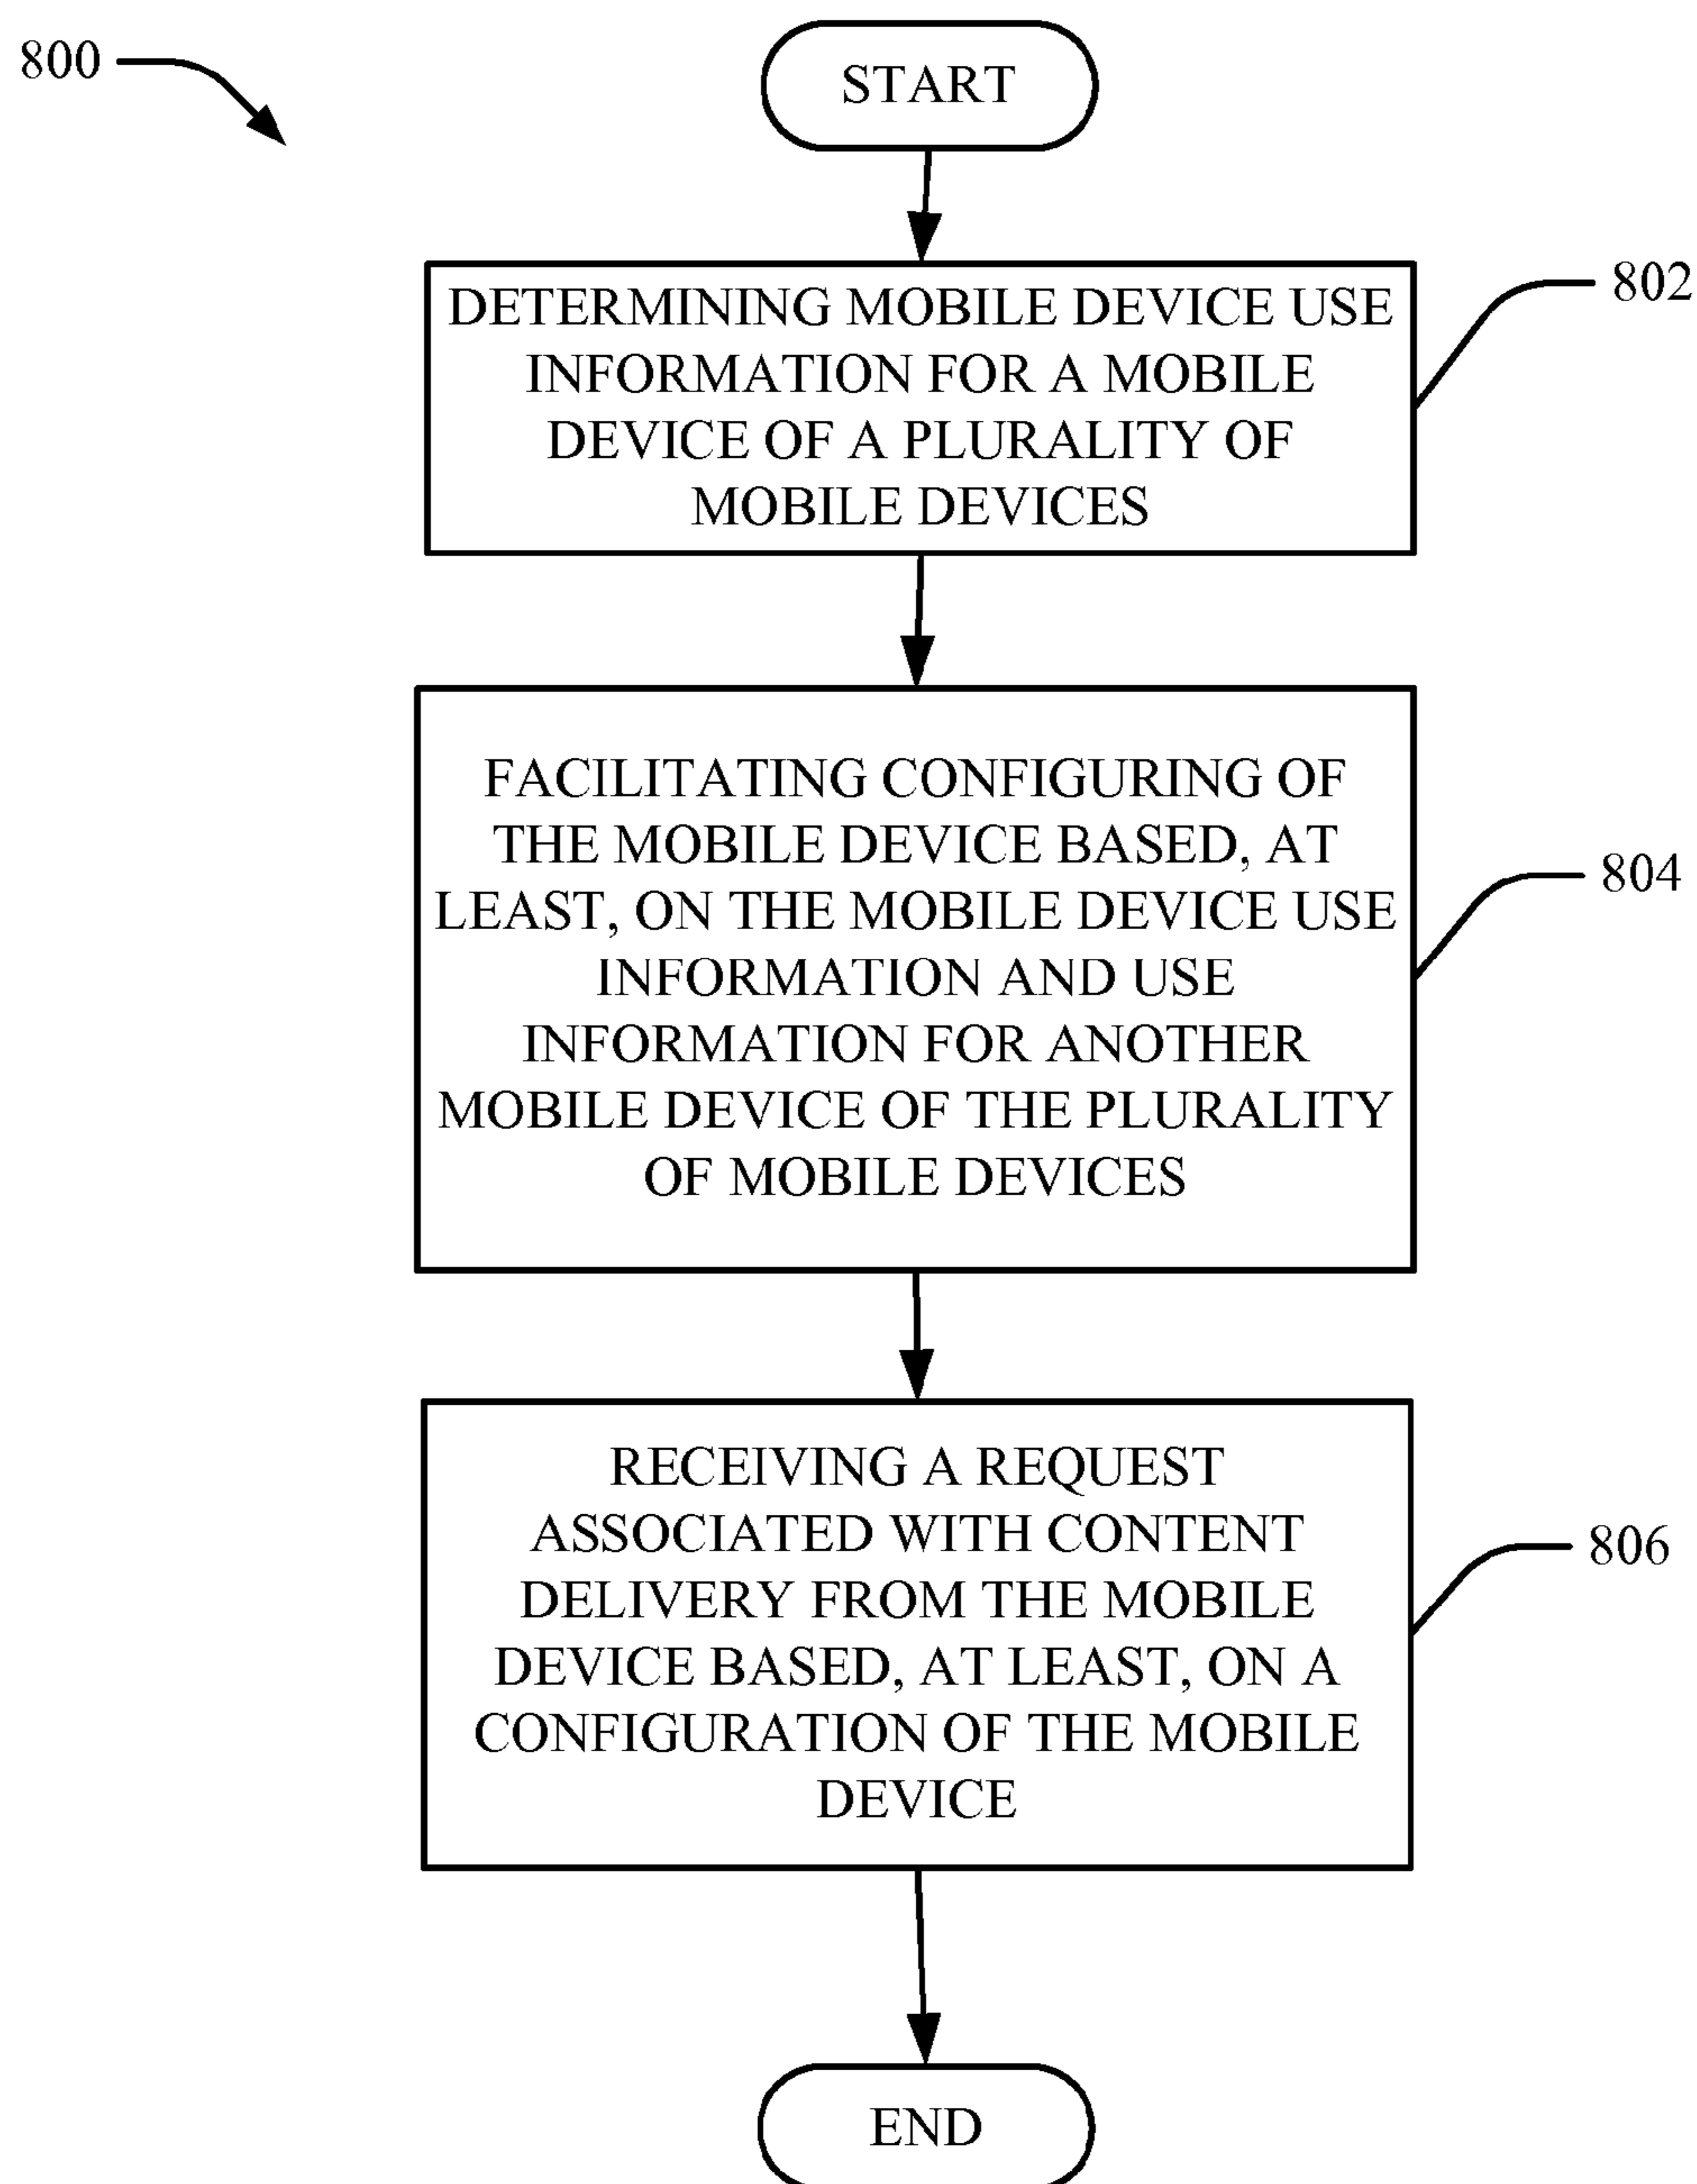 800
START
DETERMINING MOBILE DEVICE USE
INFORMATION FOR A MOBILE
DEVICE OF A PLURALITY OF
MOBILE DEVICES
802
FACILITATING CONFIGURING OF
THE MOBILE DEVICE BASED, AT
LEAST, ON THE MOBILE DEVICE USE
INFORMATION AND USE
INFORMATION FOR ANOTHER
MOBILE DEVICE OF THE PLURALITY
OF MOBILE DEVICES
804
RECEIVING A REQUEST
ASSOCIATED WITH CONTENT
DELIVERY FROM THE MOBILE
DEVICE BASED, AT LEAST, ON A
CONFIGURATION OF THE MOBILE
DEVICE
806
END